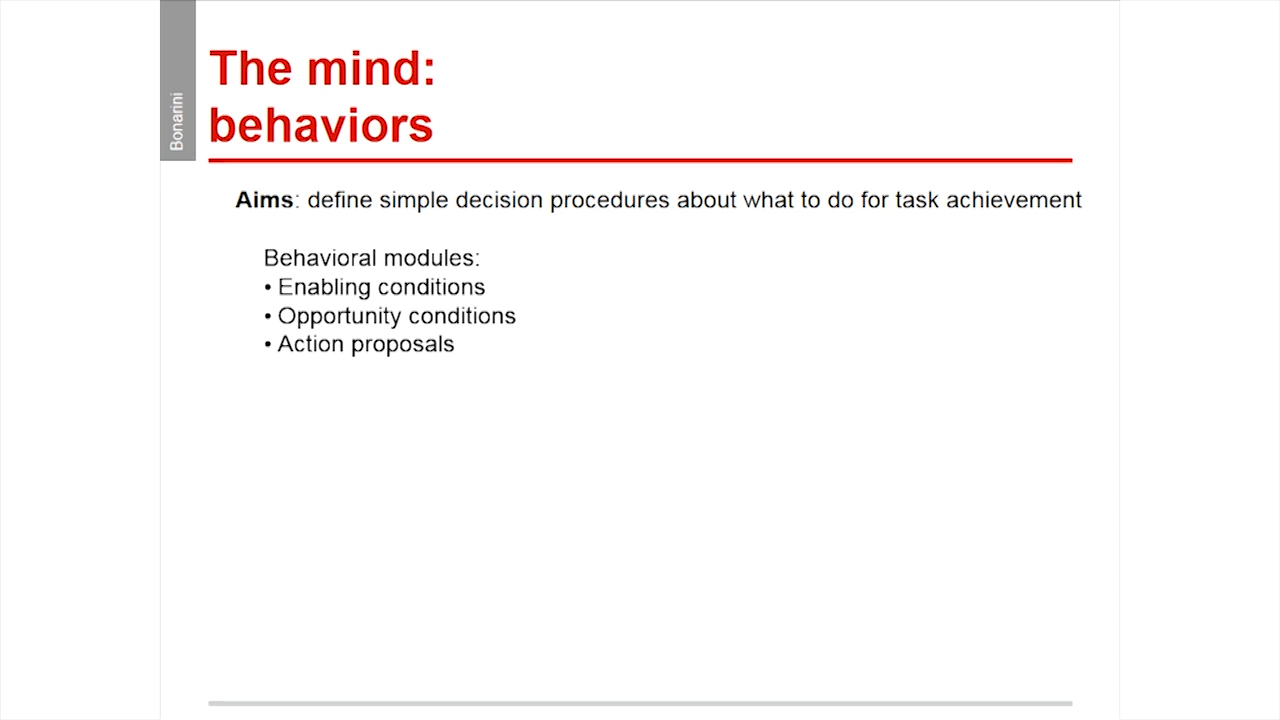 Bonarini
The mind:
behaviors
Aims: define simple decision procedures about what to do for task achievement
Behavioral modules:
• Enabling conditions
• Opportunity conditions
• Action proposals